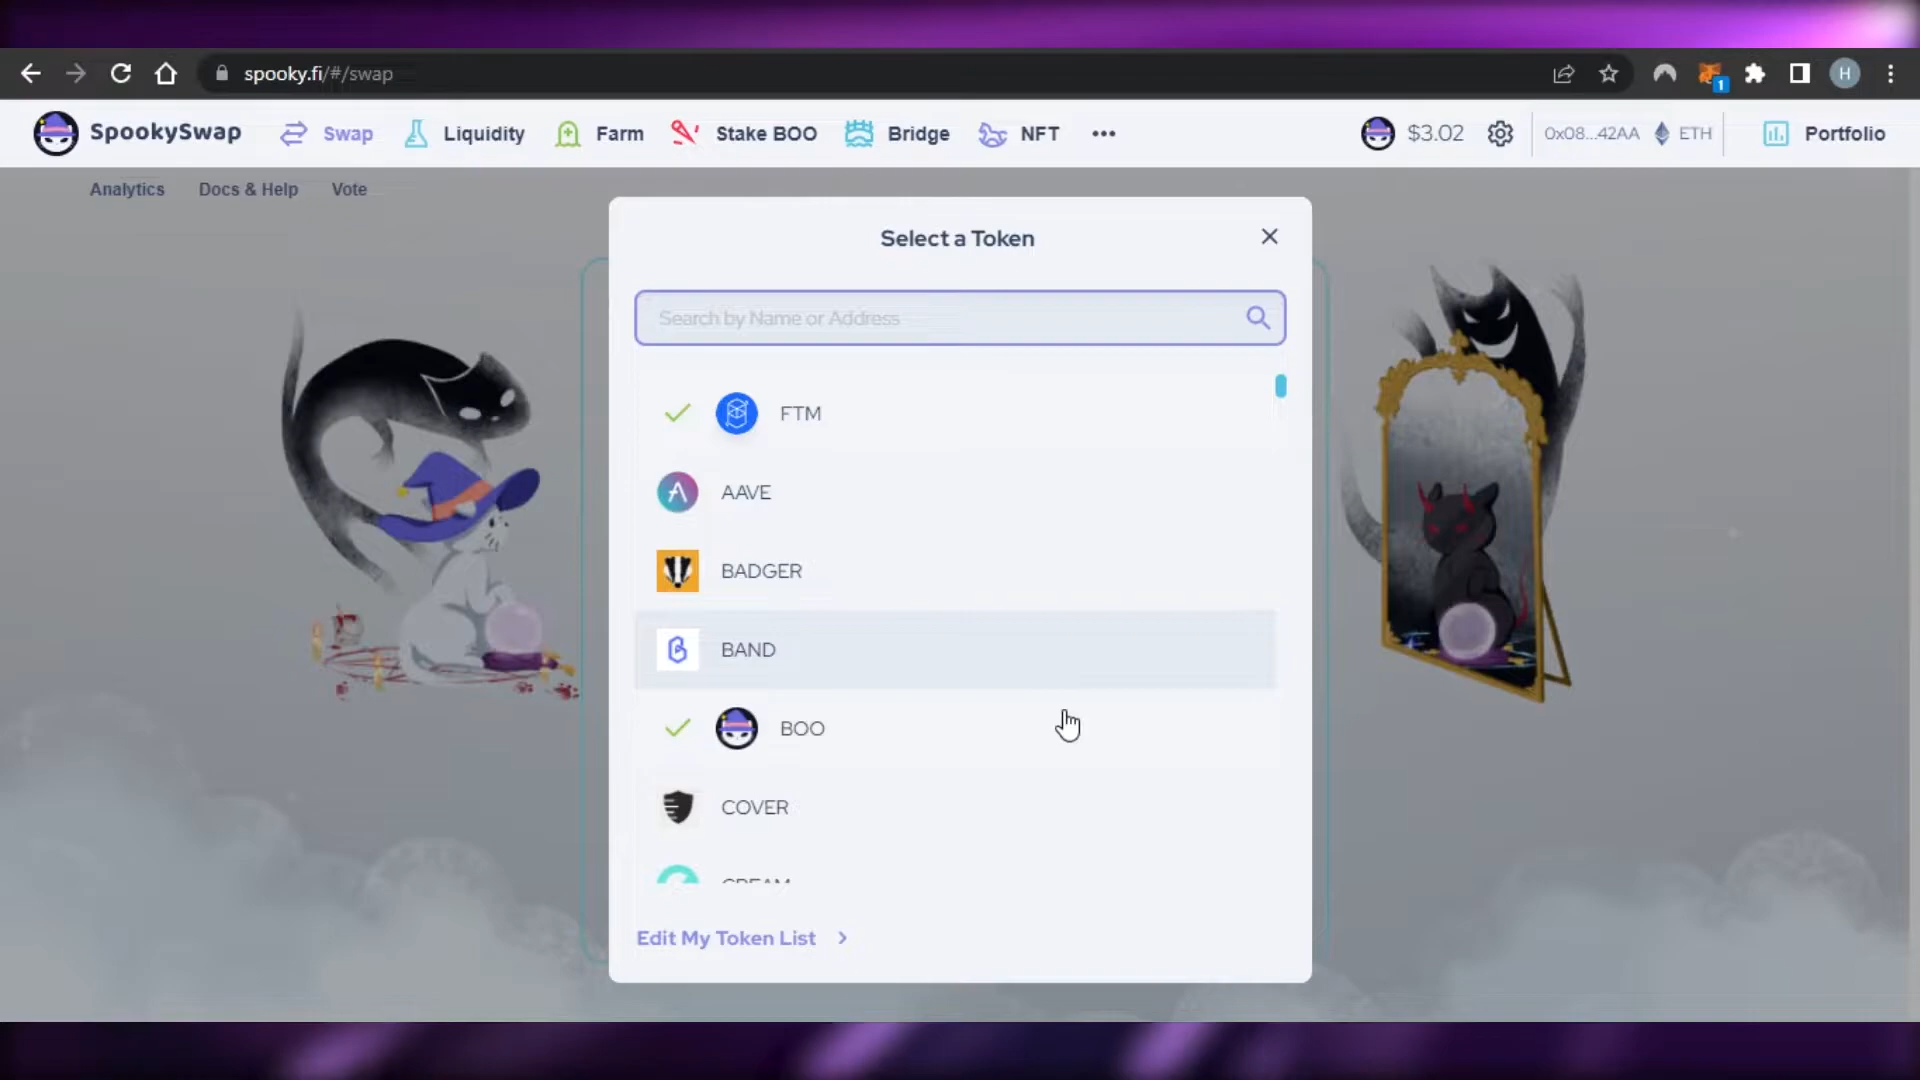 spooky.fi/#/swap
1
H
SpookySwap
Swap
Liquidity
Farm
Stake BOO
Bridge
NFT
$3.02
0x08...42AA
ETH
Portfolio
Analytics
Docs & Help
Vote
Select a Token
Search by Name or Address
FTM
AAVE
BADGER
BAND
BOO
COVER
CREAM
Edit My Token List